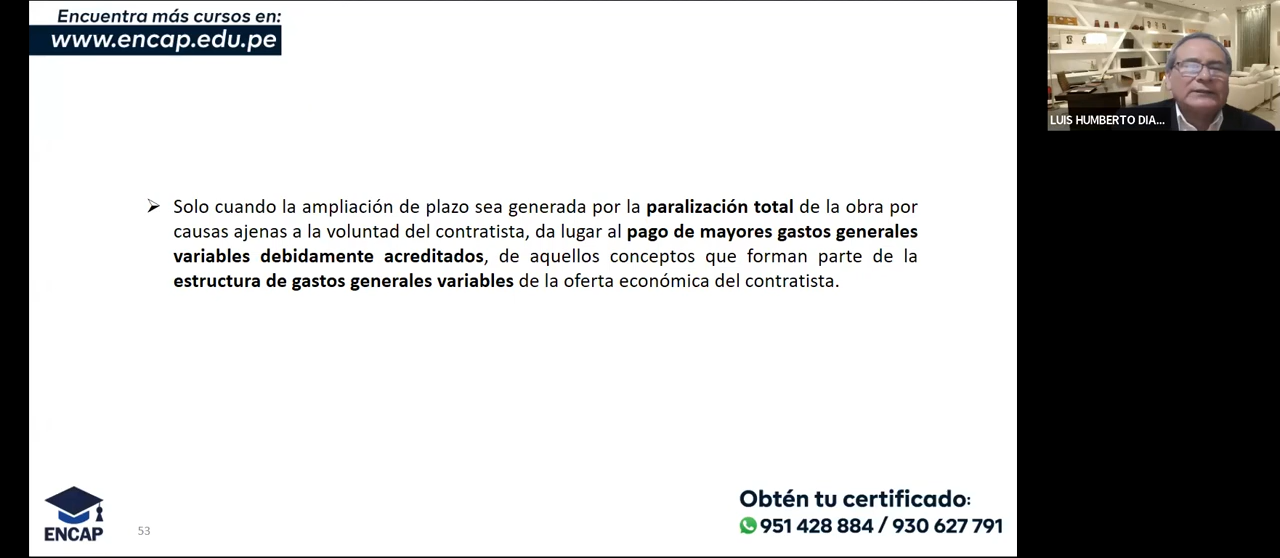 Encuentra más cursos en:
www.encap.edu.pe
LUIS HUMBERTO DIA...
➢ Solo cuando la ampliación de plazo sea generada por la paralización total de la obra por
causas ajenas a la voluntad del contratista, da lugar al pago de mayores gastos generales
variables debidamente acreditados, de aquellos conceptos que forman parte de la
estructura de gastos generales variables de la oferta económica del contratista.
ENCAP
53
Obtén tu certificado:
951 428 884 / 930 627 791